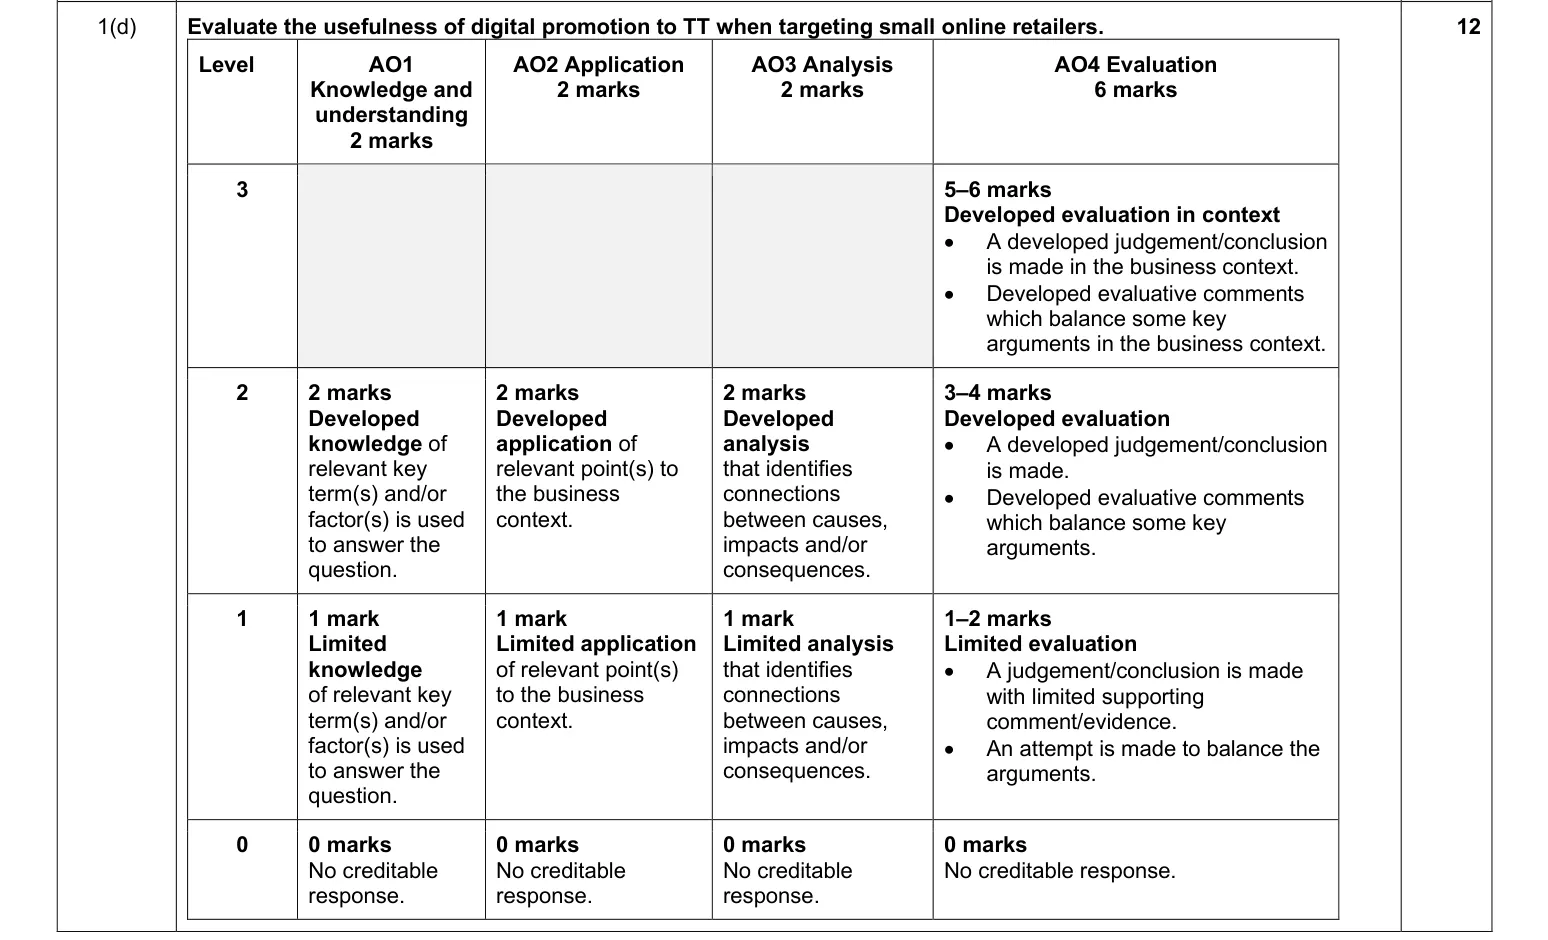 1(d)
Evaluate the usefulness of digital promotion to TT when targeting small online retailers.
12
Level
AO1
Knowledge and
understanding
2 marks
AO2 Application
2 marks
AO3 Analysis
2 marks
AO4 Evaluation
6 marks
3
5–6 marks
Developed evaluation in context
• A developed judgement/conclusion
is made in the business context.
• Developed evaluative comments
which balance some key
arguments in the business context.
2
2 marks
Developed
knowledge of
relevant key
term(s) and/or
factor(s) is used
to answer the
question.
2 marks
Developed
application of
relevant point(s) to
the business
context.
2 marks
Developed
analysis
that identifies
connections
between causes,
impacts and/or
consequences.
3–4 marks
Developed evaluation
• A developed judgement/conclusion
is made.
• Developed evaluative comments
which balance some key
arguments.
1
1 mark
Limited
knowledge
of relevant key
term(s) and/or
factor(s) is used
to answer the
question.
1 mark
Limited application
of relevant point(s)
to the business
context.
1 mark
Limited analysis
that identifies
connections
between causes,
impacts and/or
consequences.
1–2 marks
Limited evaluation
• A judgement/conclusion is made
with limited supporting
comment/evidence.
• An attempt is made to balance the
arguments.
0
0 marks
No creditable
response.
0 marks
No creditable
response.
0 marks
No creditable
response.
0 marks
No creditable response.